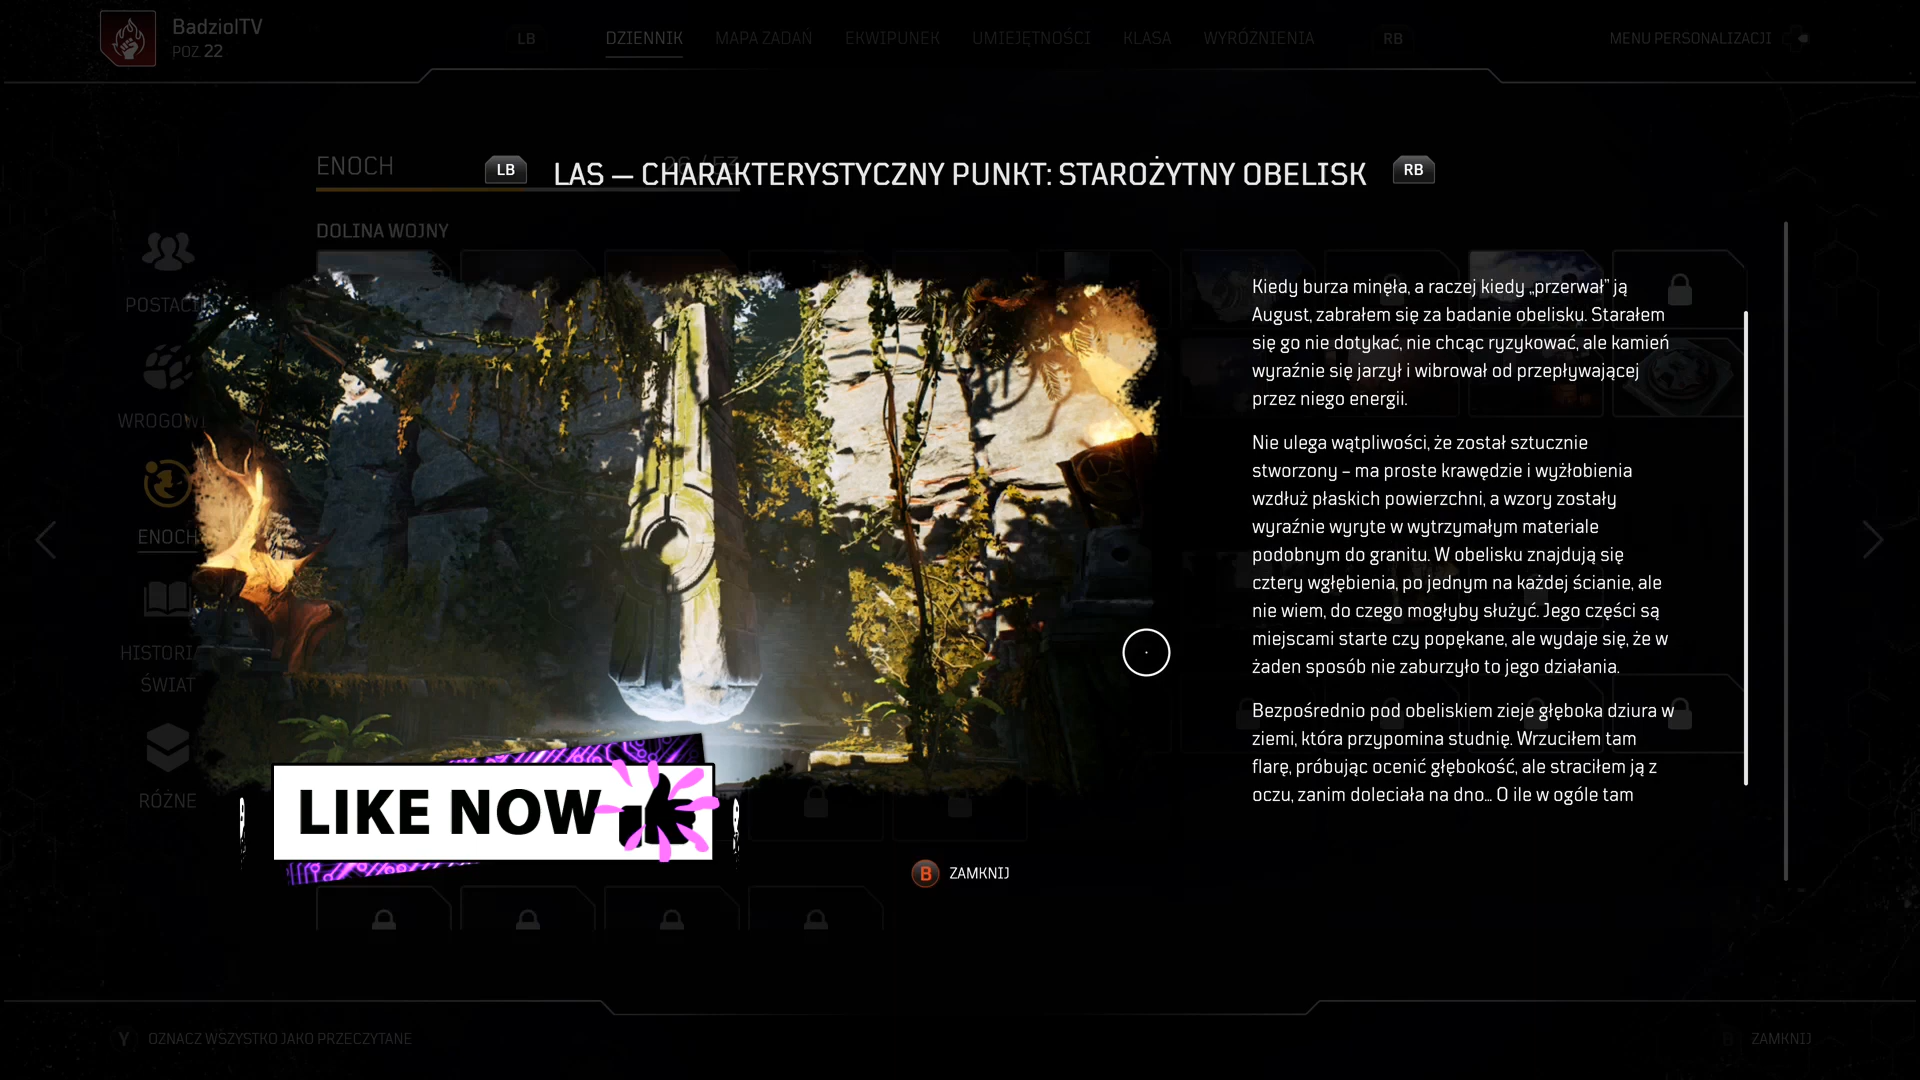 BadziolTV
POZ. 22
LB
DZIENNIK
MAPA ZADAŃ
EKWIPUNEK
UMIEJĘTNOŚCI
KLASA
WYRÓŻNIENIA
RB
MENU PERSONALIZACJI
ENOCH
LB
LAS — CHARAKTERYSTYCZNY PUNKT: STAROŻYTNY OBELISK
RB
DOLINA WOJNY
POSTACI
WROGOWI
ENOCH
HISTORIA
ŚWIAT
RÓŻNE
Kiedy burza minęła, a raczej kiedy „przerwał” ją
August, zabrałem się za badanie obelisku. Starałem
się go nie dotykać, nie chcąc ryzykować, ale kamień
wyraźnie się jarzył i wibrował od przepływającej
przez niego energii.
Nie ulega wątpliwości, że został sztucznie
stworzony – ma proste krawędzie i wyżłobienia
wzdłuż płaskich powierzchni, a wzory zostały
wyraźnie wyryte w wytrzymałym materiale
podobnym do granitu. W obelisku znajdują się
cztery wgłębienia, po jednym na każdej ścianie, ale
nie wiem, do czego mogłyby służyć. Jego części są
miejscami starte czy popękane, ale wydaje się, że w
żaden sposób nie zaburzyło to jego działania.
Bezpośrednio pod obeliskiem zieje głęboka dziura w
ziemi, która przypomina studnię. Wrzuciłem tam
flarę, próbując ocenić głębokość, ale straciłem ją z
oczu, zanim doleciała na dno... O ile w ogóle tam
LIKE NOW
B ZAMKNIJ
Y OZNACZ WSZYSTKO JAKO PRZECZYTANE
B ZAMKNIJ